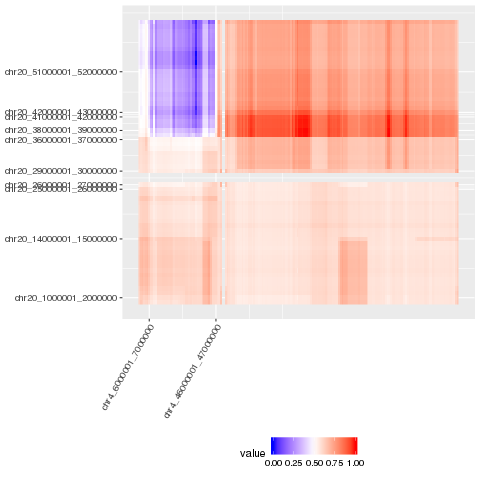 chr20_51000001_52000000
chr20_42000001_43000000
chr20_41000001_42000000
chr20_38000001_39000000
chr20_36000001_37000000
chr20_29000001_30000000
chr20_26000001_27000000
chr20_14000001_15000000
chr20_1000001_2000000
chr4_6000001_7000000
chr4_46000001_47000000
value
0.00 0.25 0.50 0.75 1.00